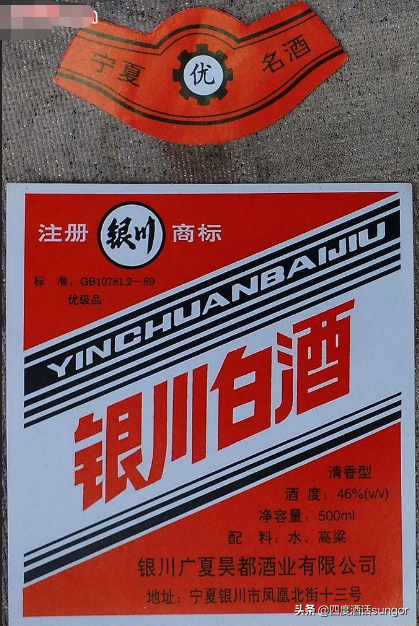 宁夏 优 名酒
注册 银川 商标
标 准: GB10781.2-89
优级品
YINCHUANBAIJIU
银川白酒
清香型
酒 度: 46%(v/v)
净容量: 500ml
配 料: 水、高粱
银川广夏昊都酒业有限公司
地址: 宁夏银川市凤凰北街十三号
头条 @四度酒话sungor